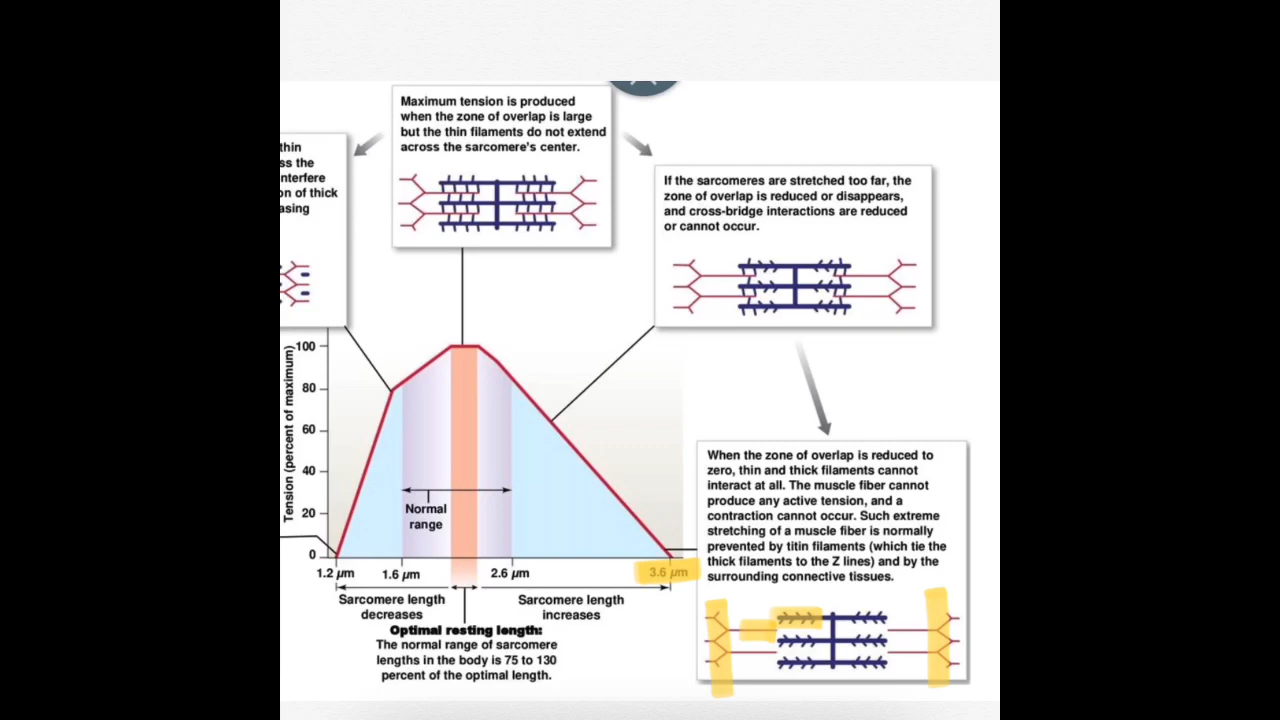 Maximum tension is produced
when the zone of overlap is large
but the thin filaments do not extend
across the sarcomere's center.
thin
ss the
nterfere
on of thick
asing
If the sarcomeres are stretched too far, the
zone of overlap is reduced or disappears,
and cross-bridge interactions are reduced
or cannot occur.
Tension (percent of maximum)
100
80
60
40
20
0
Normal
range
1.2 µm
1.6 µm
2.6 µm
3.6 µm
Sarcomere length
decreases
Sarcomere length
increases
Optimal resting length:
The normal range of sarcomere
lengths in the body is 75 to 130
percent of the optimal length.
When the zone of overlap is reduced to
zero, thin and thick filaments cannot
interact at all. The muscle fiber cannot
produce any active tension, and a
contraction cannot occur. Such extreme
stretching of a muscle fiber is normally
prevented by titin filaments (which tie the
thick filaments to the Z lines) and by the
surrounding connective tissues.